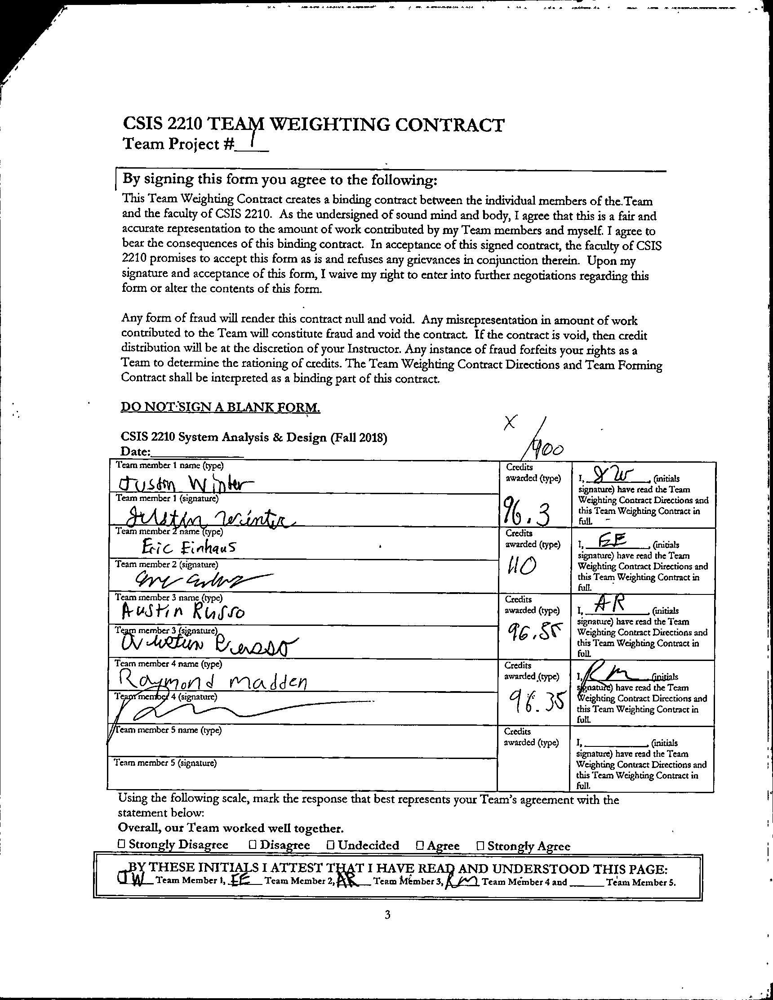 CSIS 2210 TEAM WEIGHTING CONTRACT
Team Project # 1
By signing this form you agree to the following:
This Team Weighting Contract creates a binding contract between the individual members of the Team
and the faculty of CSIS 2210. As the undersigned of sound mind and body, I agree that this is a fair and
accurate representation to the amount of work contributed by my Team members and myself. I agree to
bear the consequences of this binding contract. In acceptance of this signed contract, the faculty of CSIS
2210 promises to accept this form as is and refuses any grievances in conjunction therein. Upon my
signature and acceptance of this form, I waive my right to enter into further negotiations regarding this
form or alter the contents of this form.
Any form of fraud will render this contract null and void. Any misrepresentation in amount of work
contributed to the Team will constitute fraud and void the contract. If the contract is void, then credit
distribution will be at the discretion of your Instructor. Any instance of fraud forfeits your rights as a
Team to determine the rationing of credits. The Team Weighting Contract Directions and Team Forming
Contract shall be interpreted as a binding part of this contract.
DO NOT SIGN A BLANK FORM.
X/400
CSIS 2210 System Analysis & Design (Fall 2018)
Date:
Team member 1 name (type)
Justin Winter
Team member 1 (signature)
Justin Winter
Credits
awarded (type)
96.3
I, JW, (initials
signature) have read the Team
Weighting Contract Directions and
this Team Weighting Contract in
full.
Team member 2 name (type)
Eric Einhaus
Team member 2 (signature)
Credits
awarded (type)
110
I, EE, (initials
signature) have read the Team
Weighting Contract Directions and
this Team Weighting Contract in
full.
Team member 3 name (type)
Austin Russo
Team member 3 (signature)
Austin Russo
Credits
awarded (type)
I, AR, (initials
signature) have read the Team
Weighting Contract Directions and
this Team Weighting Contract in
full.
Team member 4 name (type)
Raymond Madden
Team member 4 (signature)
Credits
awarded (type)
96.35
I, RM, (initials
signature) have read the Team
Weighting Contract Directions and
this Team Weighting Contract in
full.
Team member 5 name (type)
Team member 5 (signature)
Credits
awarded (type)
I, , (initials
signature) have read the Team
Weighting Contract Directions and
this Team Weighting Contract in
full.
Using the following scale, mark the response that best represents your Team's agreement with the
statement below:
Overall, our Team worked well together.
☐ Strongly Disagree ☐ Disagree ☐ Undecided ☐ Agree ☐ Strongly Agree
BY THESE INITIALS I ATTEST THAT I HAVE READ AND UNDERSTOOD THIS PAGE:
JW Team Member 1, EE Team Member 2, AR Team Member 3, RM Team Member 4 and Team Member 5.
3